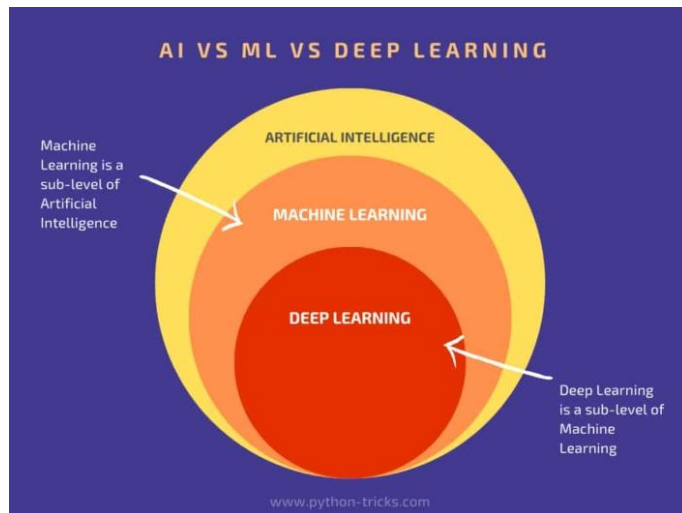 AI VS ML VS DEEP LEARNING
ARTIFICIAL INTELLIGENCE
Machine
Learning is a
sub-level of
Artificial
Intelligence
MACHINE LEARNING
DEEP LEARNING
Deep Learning
is a sub-level of
Machine
Learning
www.python-tricks.com